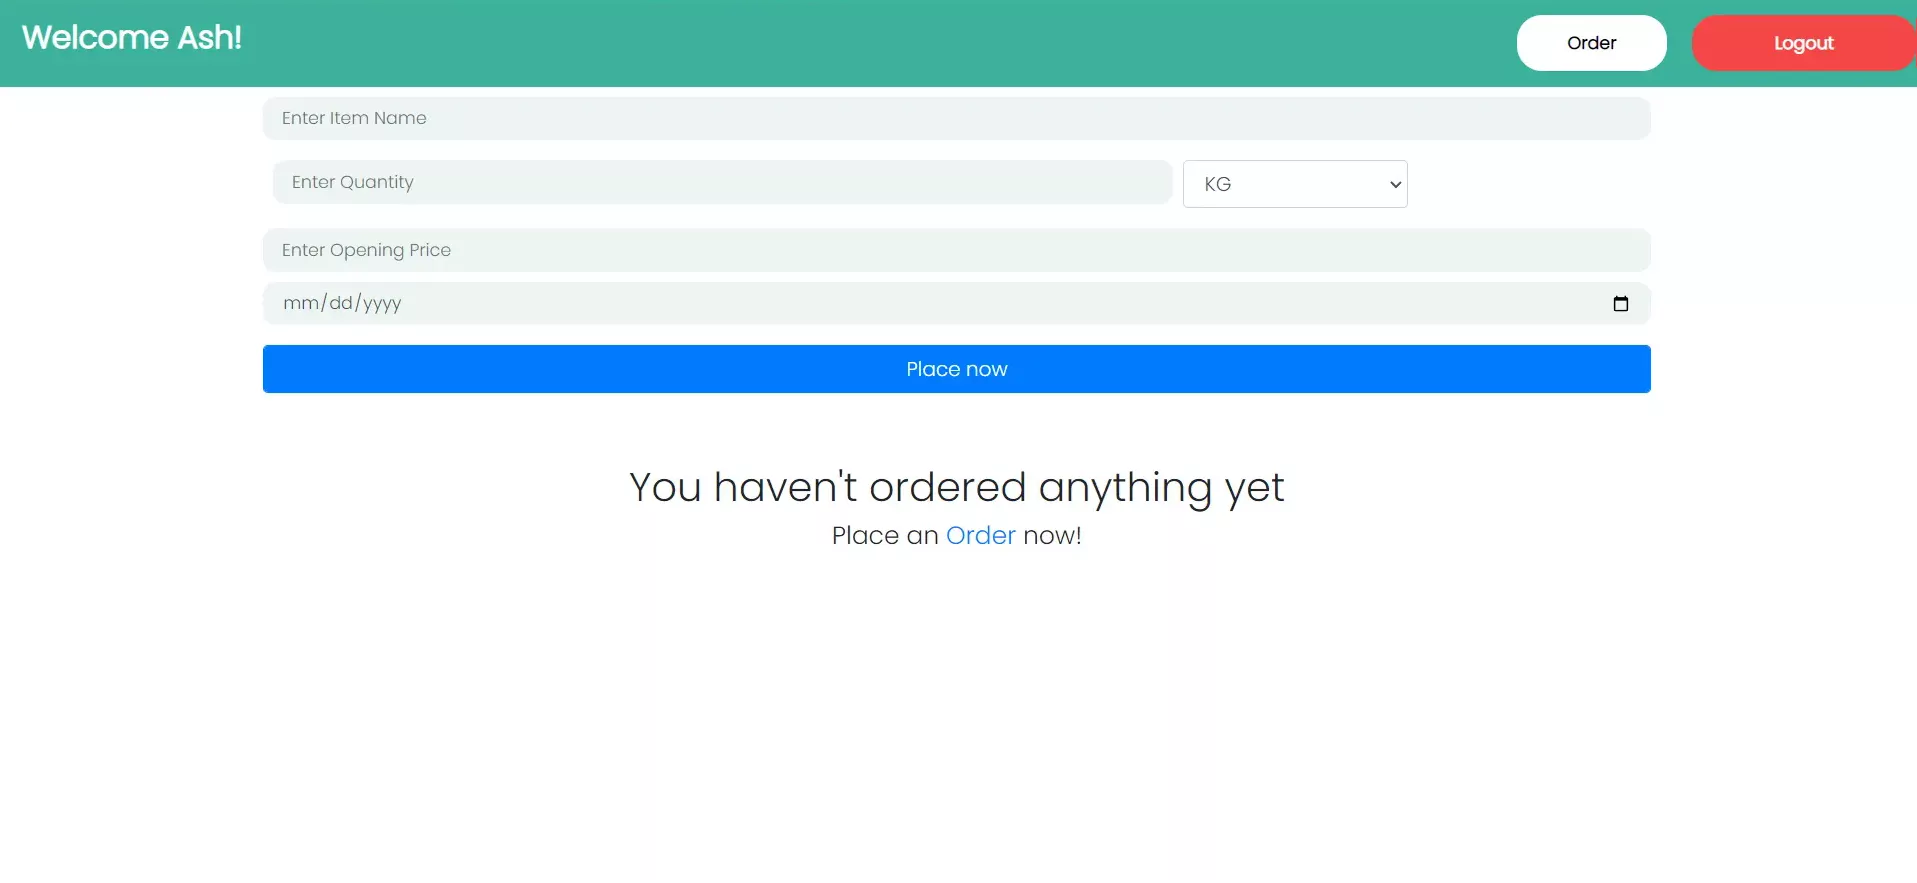 Welcome Ash!
Order
Logout
Enter Item Name
Enter Quantity
KG
Enter Opening Price
mm/dd/yyyy
Place now
You haven't ordered anything yet
Place an Order now!